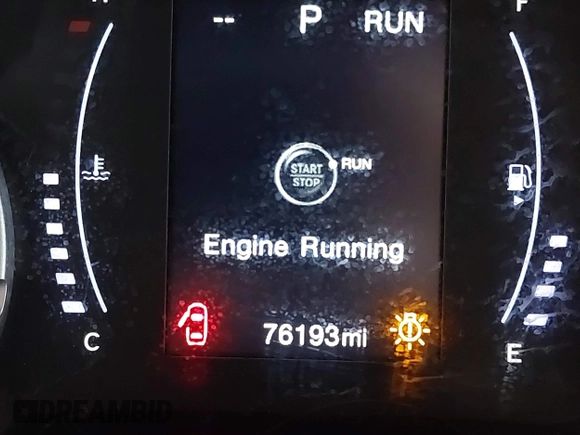 -- P RUN
F
START
STOP
RUN
Engine Running
76193mi
C
E
DREAMBID